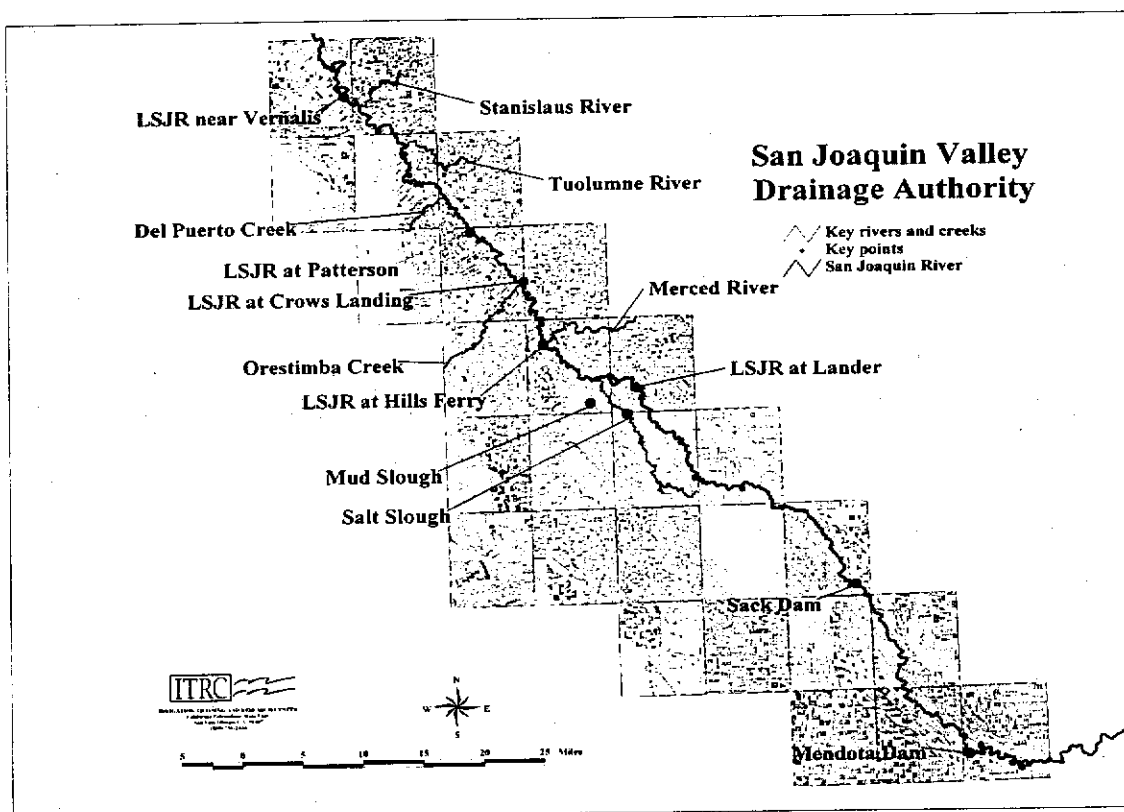 San Joaquin Valley
Drainage Authority
Key rivers and creeks
Key points
San Joaquin River
LSJR near Vernalis
Stanislaus River
Tuolumne River
Del Puerto Creek
LSJR at Patterson
LSJR at Crows Landing
Merced River
Orestimba Creek
LSJR at Lander
LSJR at Hills Ferry
Mud Slough
Salt Slough
Sack Dam
Mendota Dam
ITRC
N
W E
S
5 0 5 10 15 20 25 Miles